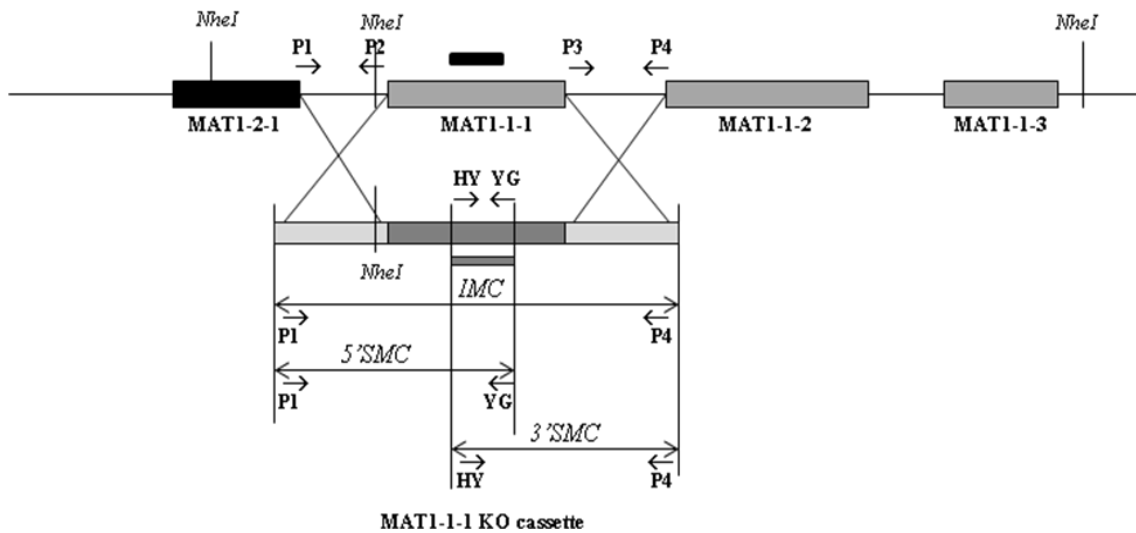 NheI NheI NheI
P1 P2 P3 P4
MAT1-2-1 MAT1-1-1 MAT1-1-2 MAT1-1-3
HY YG
NheI
IMC
P1 P4
5'SMC
P1 YG
3'SMC
HY P4
MAT1-1-1 KO cassette